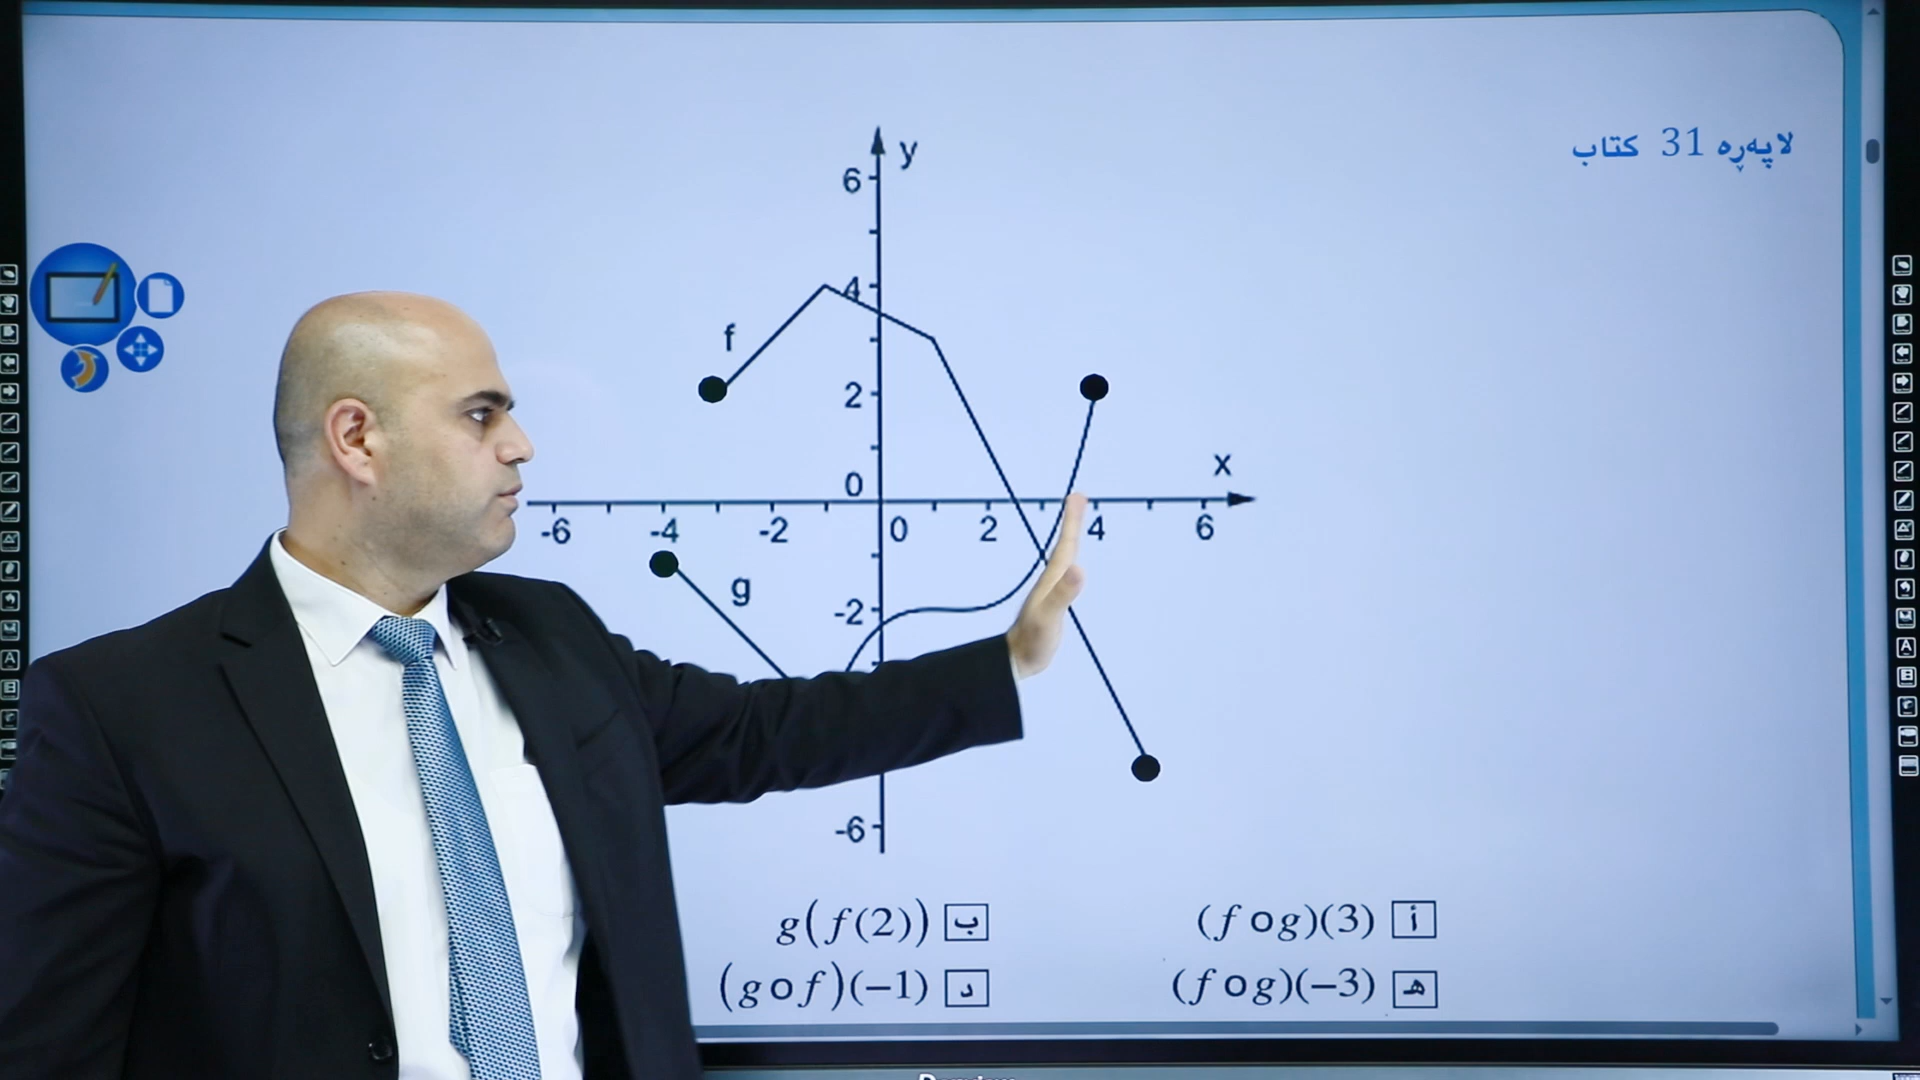 لاپەڕە 31 کتاب
y
6
4
f
2
0
x
-6 -4 -2 0 2 4 6
g
-2
-6
أ (f o g)(3)
ب g(f(2))
هـ (f o g)(−3)
د (g o f)(−1)